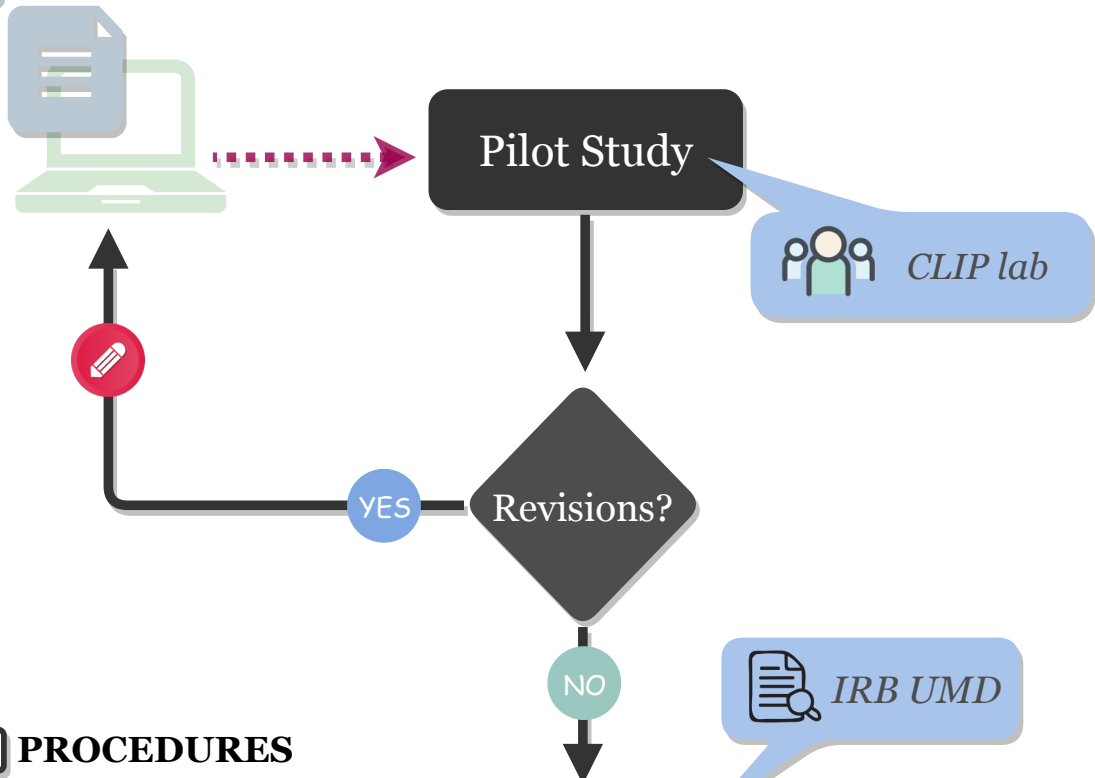 Pilot Study
CLIP lab
YES
Revisions?
NO
IRB UMD
PROCEDURES